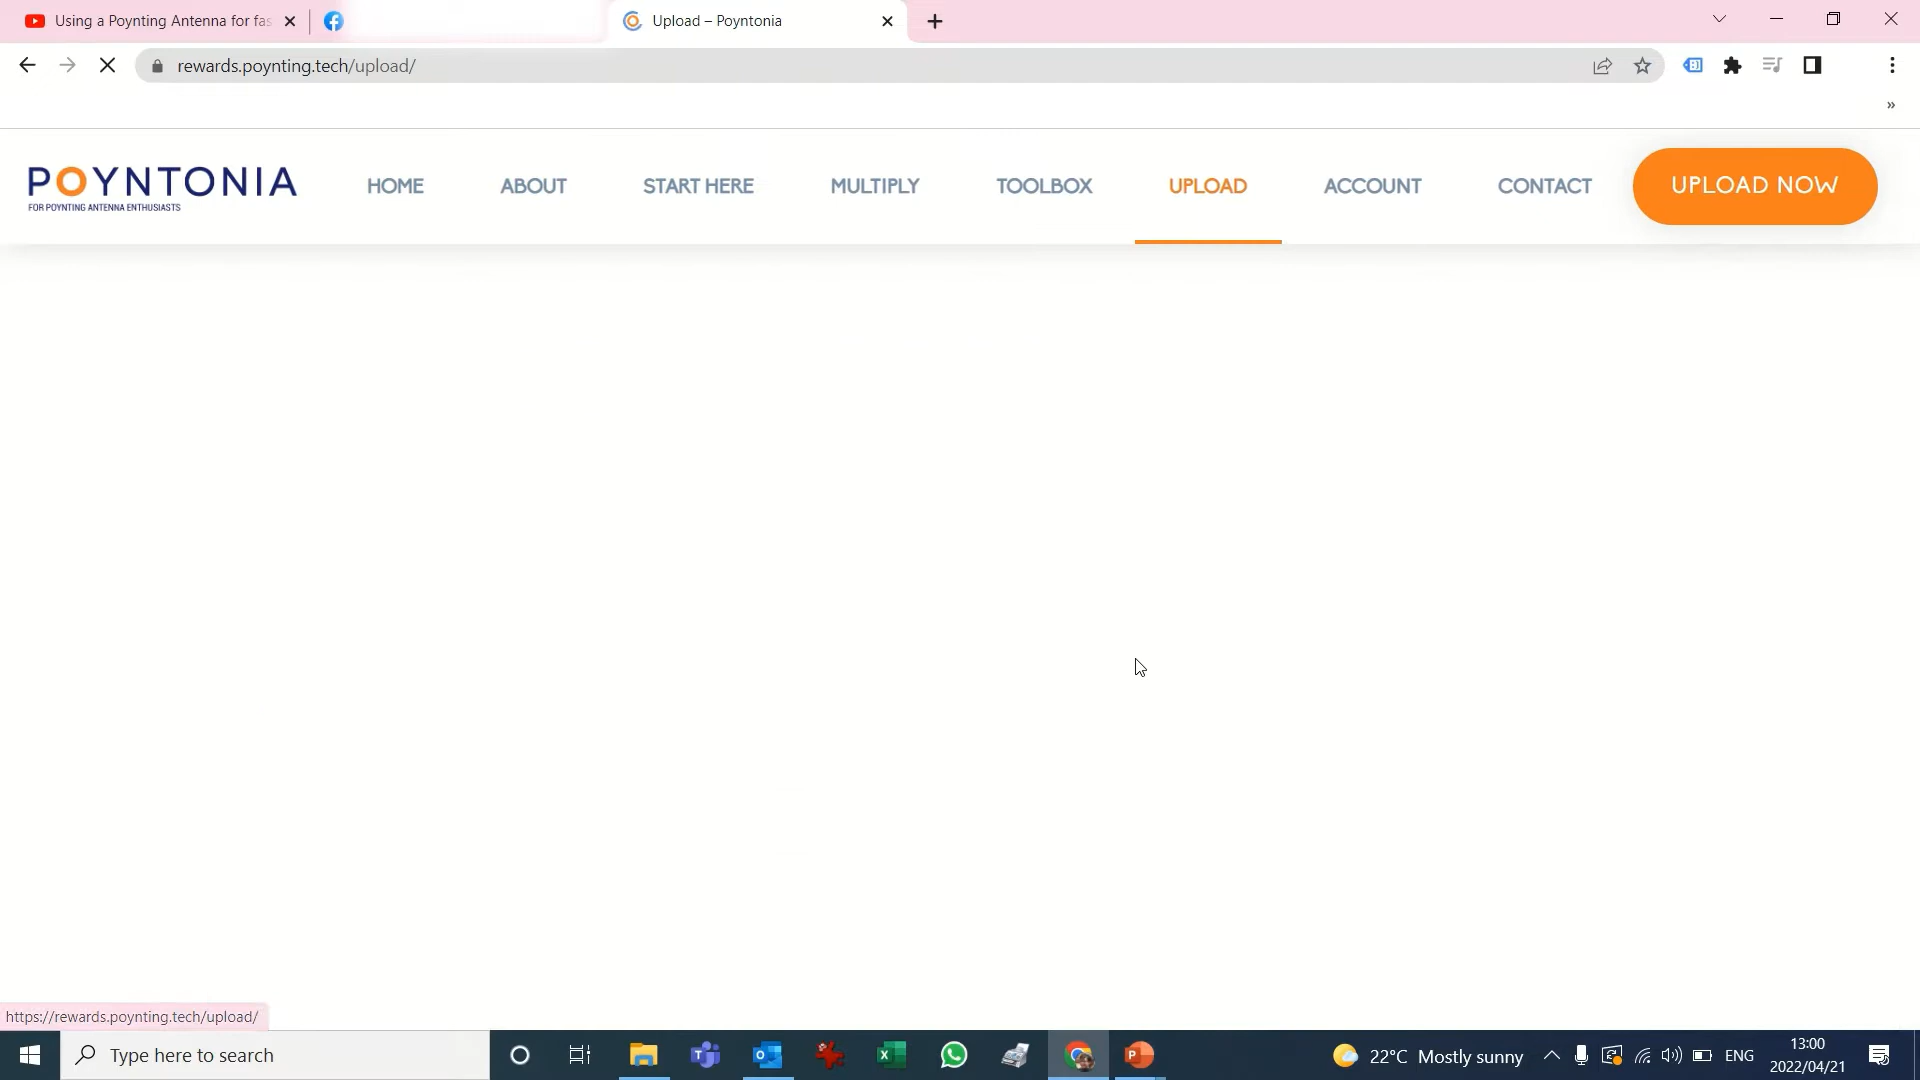 Using a Poynting Antenna for fas
Upload – Poyntonia
rewards.poynting.tech/upload/
»
POYNTONIA
FOR POYNTING ANTENNA ENTHUSIASTS
HOME
ABOUT
START HERE
MULTIPLY
TOOLBOX
UPLOAD
ACCOUNT
CONTACT
UPLOAD NOW
https://rewards.poynting.tech/upload/
Type here to search
22°C Mostly sunny
ENG
13:00
2022/04/21